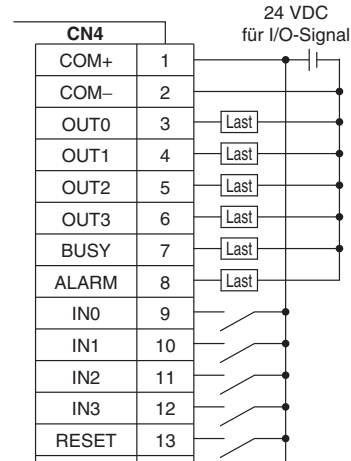 24 VDC
für I/O-Signal
CN4
COM+ 1
COM− 2
OUT0 3 Last
OUT1 4 Last
OUT2 5 Last
OUT3 6 Last
BUSY 7 Last
ALARM 8 Last
IN0 9
IN1 10
IN2 11
IN3 12
RESET 13